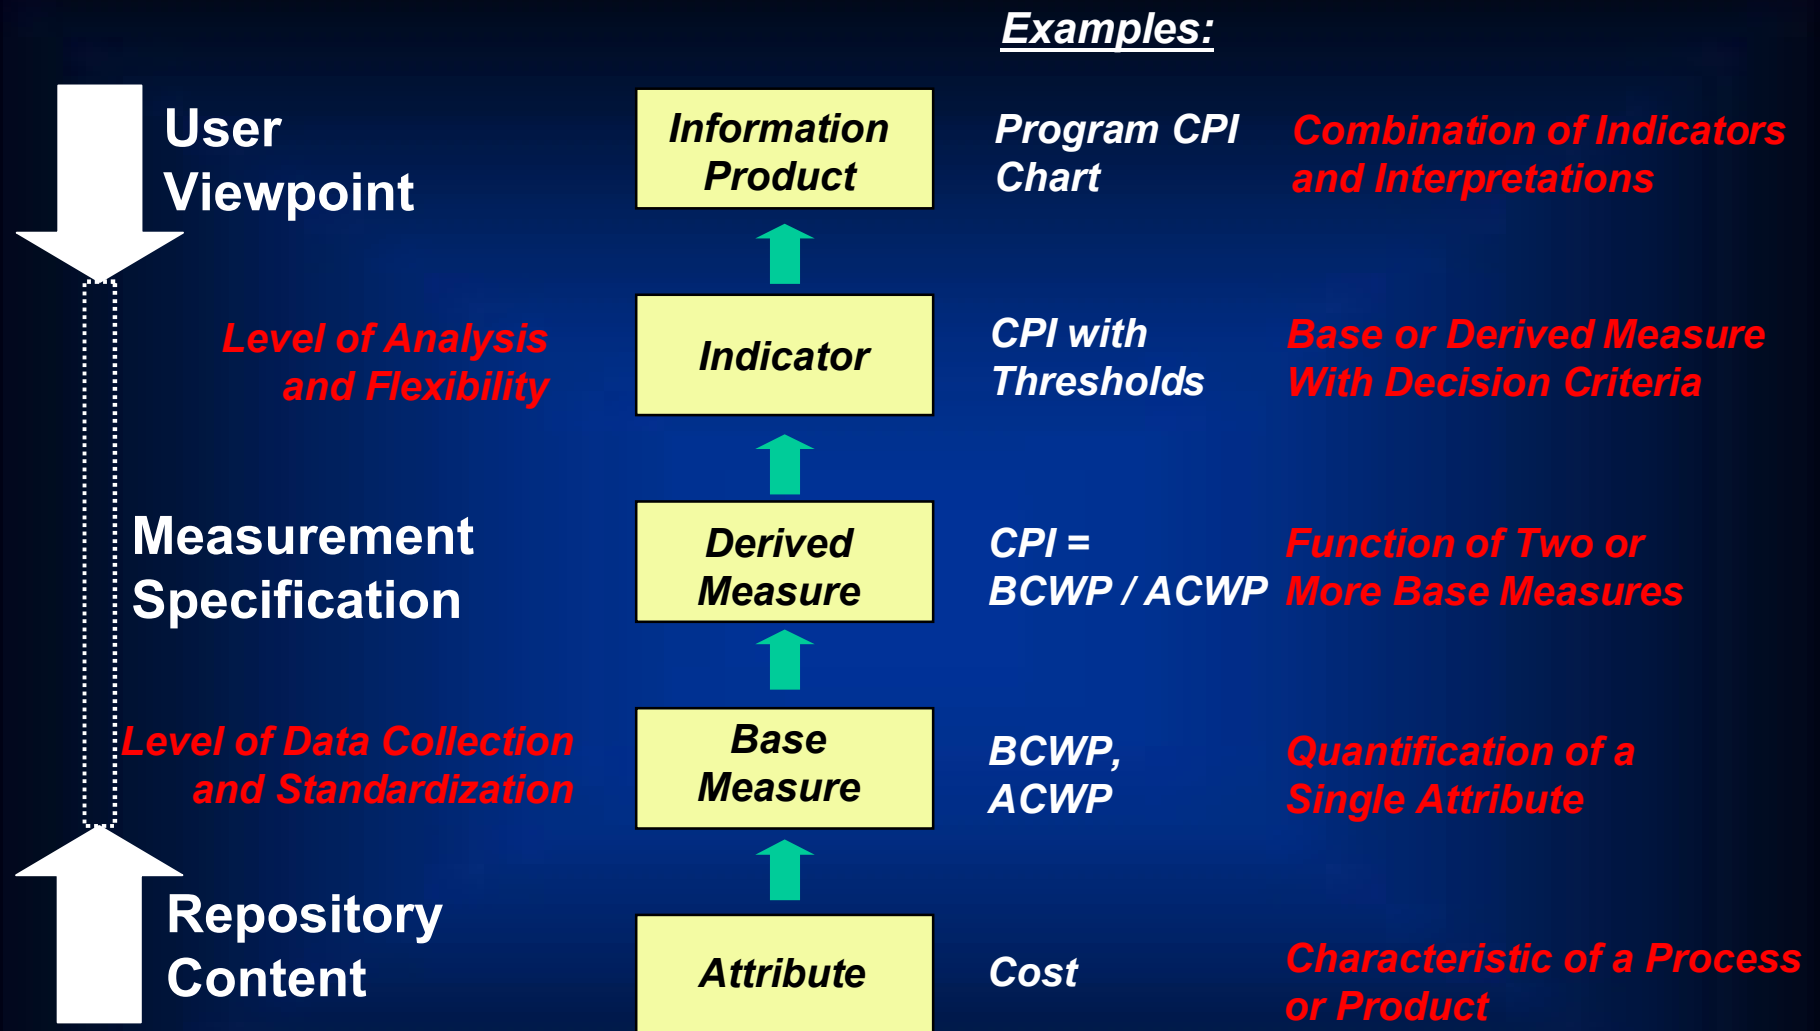 Examples:
User
Viewpoint
Information
Product
Program CPI
Chart
Combination of Indicators
and Interpretations
Level of Analysis
and Flexibility
Indicator
CPI with
Thresholds
Base or Derived Measure
With Decision Criteria
Measurement
Specification
Derived
Measure
CPI =
BCWP / ACWP
Function of Two or
More Base Measures
Level of Data Collection
and Standardization
Base
Measure
BCWP,
ACWP
Quantification of a
Single Attribute
Repository
Content
Attribute
Cost
Characteristic of a Process
or Product